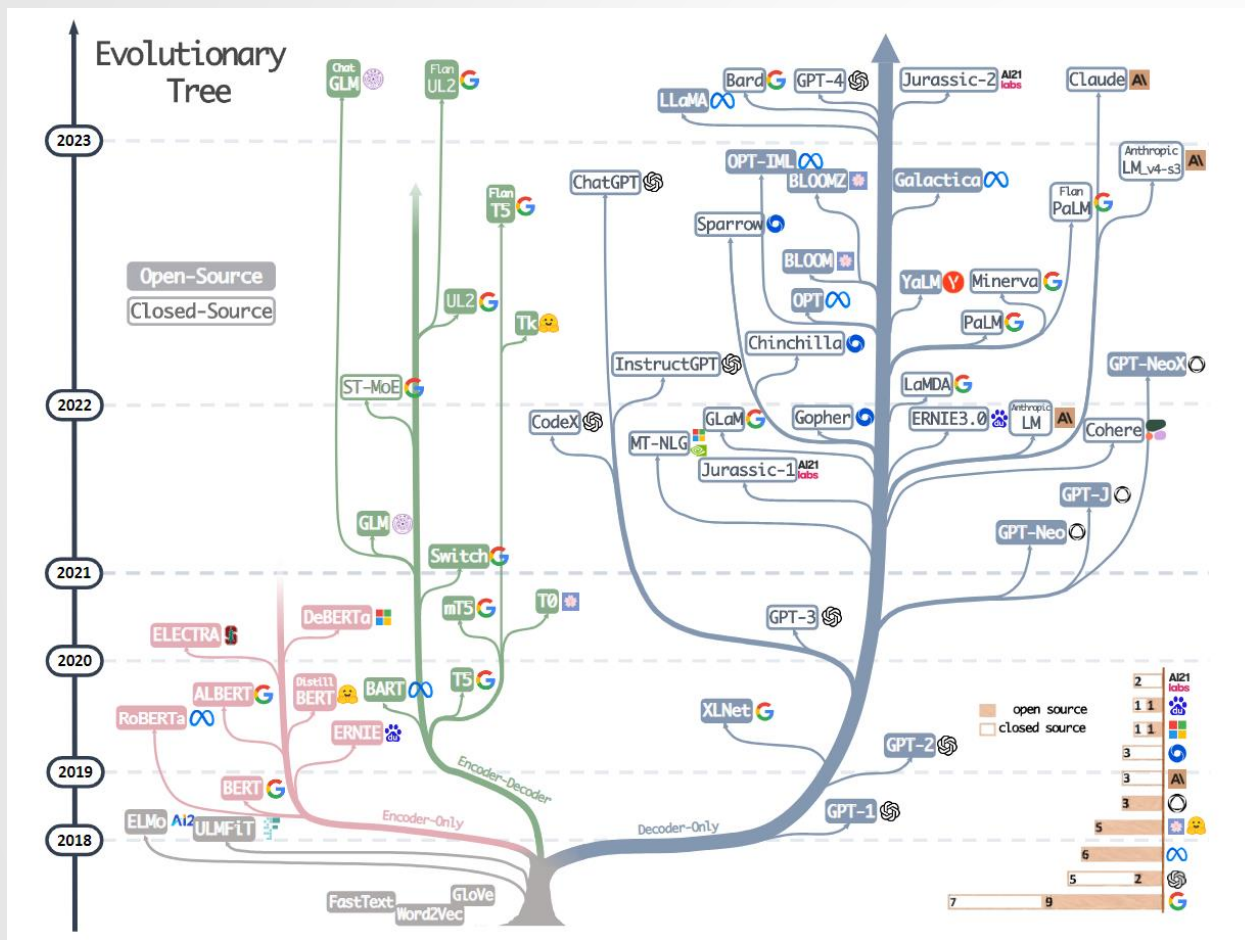 Evolutionary
Tree
2023
2022
2021
2020
2019
2018
Open-Source
Closed-Source
Chat
GLM
Flan
UL2
Flan
T5
UL2
Tk
ST-MoE
GLM
Switch
mT5
T0
T5
BART
Encoder-Decoder
DeBERTa
ELECTRA
ALBERT
Distill
BERT
RoBERTa
ERNIE
BERT
Encoder-Only
ELMo
Ai2
ULMFiT
FastText
Word2Vec
GloVe
Decoder-Only
LLaMA
Bard
GPT-4
Jurassic-2
AI21
labs
Claude
A\
OPT-IML
BLOOMZ
Galactica
Anthropic
LM_v4-s3
A\
ChatGPT
Flan
PaLM
Sparrow
BLOOM
YaLM
Y
Minerva
OPT
PaLM
Chinchilla
InstructGPT
GPT-NeoX
LaMDA
CodeX
GLaM
Gopher
ERNIE3.0
du
Anthropic
LM
A\
Cohere
MT-NLG
Jurassic-1
AI21
labs
GPT-J
GPT-Neo
GPT-3
XLNet
GPT-2
GPT-1
open source
closed source
2
AI21
labs
1 1
du
1 1
3
3
A\
3
5
6
5 2
7 9